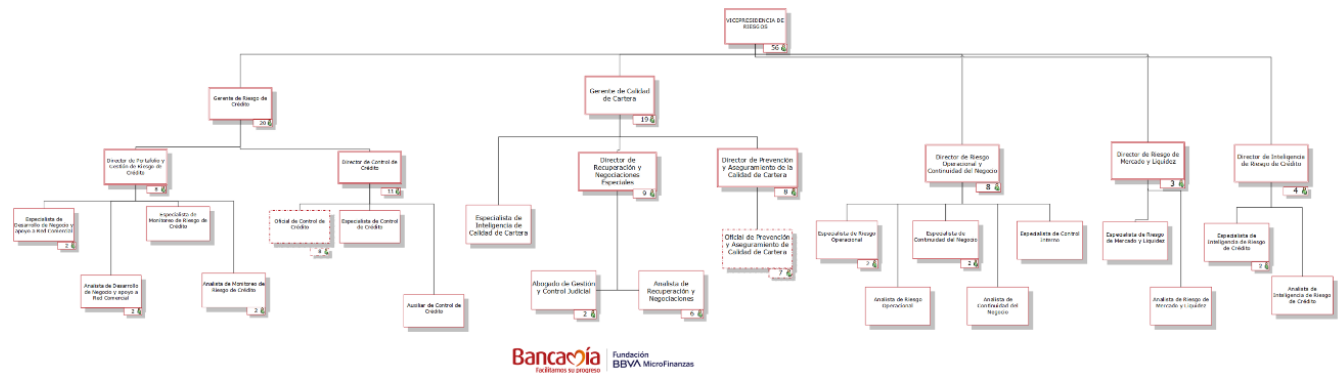 VICEPRESIDENCIA DE
RIESGOS
56
Gerente de Riesgo de
Crédito
20
Gerente de Calidad
de Cartera
19
Director de Portafolio y
Gestión de Riesgo de
Crédito
8
Director de Control de
Crédito
11
Director de
Recuperación y
Negociaciones
Especiales
9
Director de Prevención
y Aseguramiento de la
Calidad de Cartera
8
Director de Riesgo
Operacional y
Continuidad del Negocio
8
Director de Riesgo de
Mercado y Liquidez
3
Director de Inteligencia
de Riesgo de Crédito
4
Especialista de
Desarrollo de Negocio y
apoyo a Red Comercial
2
Especialista de
Monitoreo de Riesgo de
Crédito
Oficial de Control de
Crédito
8
Especialista de Control
de Crédito
Especialista de
Inteligencia de
Calidad de Cartera
Oficial de Prevención
y Aseguramiento de
Calidad de Cartera
7
Especialista de Riesgo
Operacional
Especialista de
Continuidad del Negocio
2
Especialista de Control
Interno
Especialista de Riesgo
de Mercado y Liquidez
Especialista de
Inteligencia de Riesgo
de Crédito
2
Analista de Desarrollo
de Negocio y apoyo a
Red Comercial
2
Analista de Monitoreo de
Riesgo de Crédito
2
Auxiliar de Control de
Crédito
Abogado de Gestión
y Control Judicial
2
Analista de
Recuperación y
Negociaciones
6
Analista de Riesgo
Operacional
Analista de
Continuidad del
Negocio
Analista de Riesgo de
Mercado y Liquidez
Analista de
Inteligencia de Riesgo
de Crédito
Bancamía
Facilitamos su progreso
Fundación
BBVA MicroFinanzas